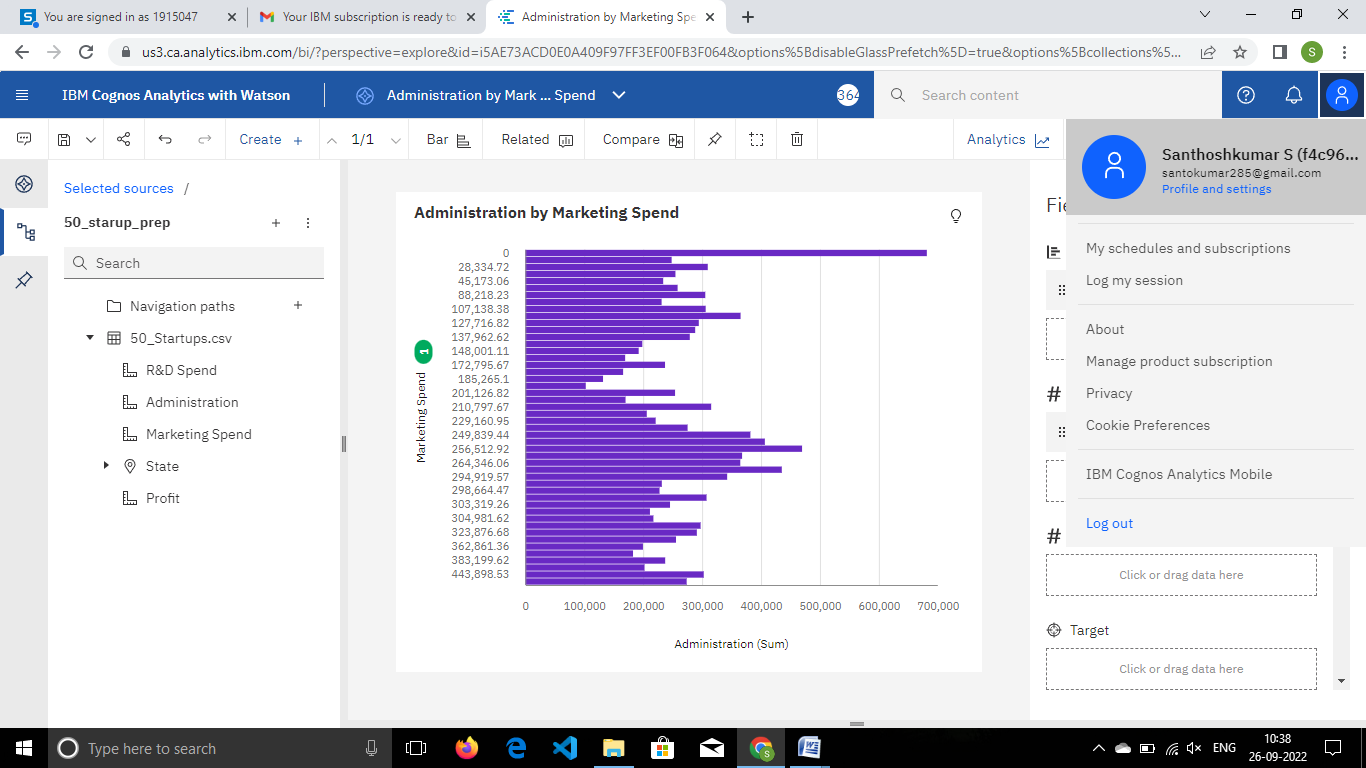 You are signed in as 1915047
Your IBM subscription is ready to
Administration by Marketing Spe
us3.ca.analytics.ibm.com/bi/?perspective=explore&id=i5AE73ACD0E0A409F97FF3EF00FB3F064&options%5BdisableGlassPrefetch%5D=true&options%5Bcollections%5...
S
IBM Cognos Analytics with Watson
Administration by Mark ... Spend
364
Search content
Create +
1/1
Bar
Related
Compare
Analytics
Santhoshkumar S (f4c96...
santokumar285@gmail.com
Profile and settings
My schedules and subscriptions
Log my session
About
Manage product subscription
Privacy
Cookie Preferences
IBM Cognos Analytics Mobile
Log out
Selected sources /
50_starup_prep
Search
Navigation paths
50_Startups.csv
R&D Spend
Administration
Marketing Spend
State
Profit
Administration by Marketing Spend
1
Marketing Spend
0
28,334.72
45,173.06
88,218.23
107,138.38
127,716.82
137,962.62
148,001.11
172,795.67
185,265.1
201,126.82
210,797.67
229,160.95
249,839.44
256,512.92
264,346.06
294,919.57
298,664.47
303,319.26
304,981.62
323,876.68
362,861.36
383,199.62
443,898.53
0 100,000 200,000 300,000 400,000 500,000 600,000 700,000
Administration (Sum)
Fie
#
#
Click or drag data here
Target
Click or drag data here
Type here to search
ENG
10:38
26-09-2022